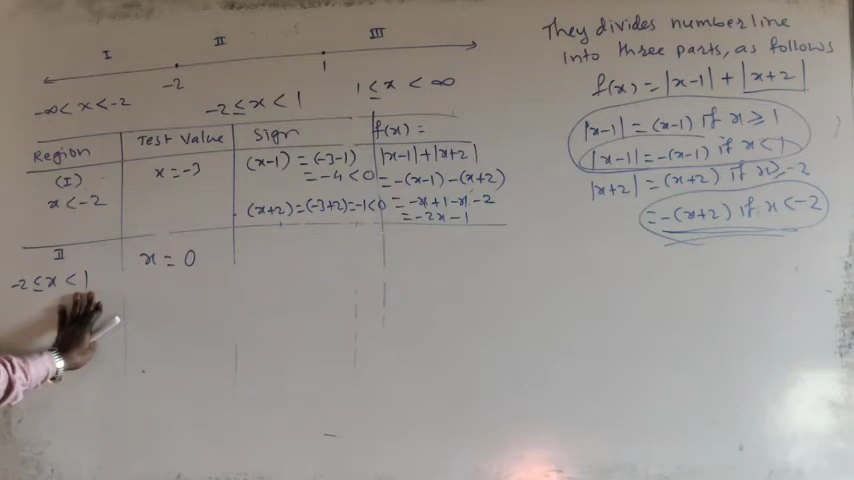 I II III
-2 1
-∞ < x < -2 -2 ≤ x < 1 1 ≤ x < ∞
Region Test Value Sign f(x) =
(I) x = -3 (x-1) = (-3-1) |x-1| + |x+2|
x < -2 = -4 < 0 = -(x-1) - (x+2)
(x+2) = (-3+2) = -1 < 0 = -x+1-x-2
= -2x-1
II x = 0
-2 ≤ x < 1
They divides number line
into three parts, as follows
f(x) = |x-1| + |x+2|
|x-1| = (x-1) if x ≥ 1
|x-1| = -(x-1) if x < 1
|x+2| = (x+2) if x ≥ -2
= -(x+2) if x < -2